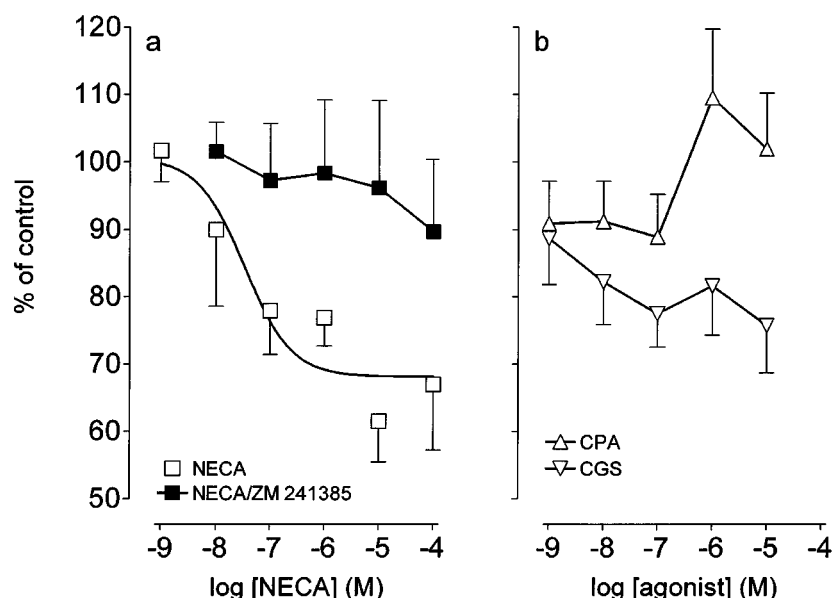 a
b
% of control
120
110
100
90
80
70
60
50
NECA
NECA/ZM 241385
CPA
CGS
-9 -8 -7 -6 -5 -4
-9 -8 -7 -6 -5 -4
log [NECA] (M)
log [agonist] (M)